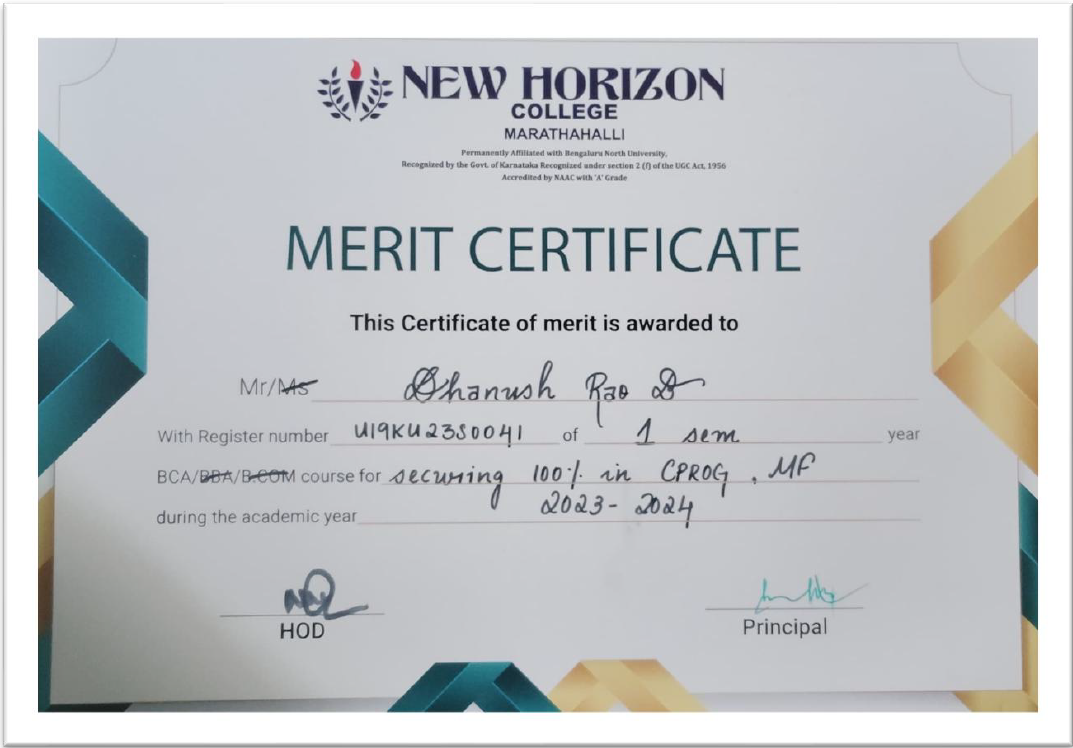 NEW HORIZON
COLLEGE
MARATHAHALLI
Permanently Affiliated with Bengaluru North University,
Recognized by the Govt. of Karnataka Recognised under section 2 (f) of the UGC Act, 1956
Accredited by NAAC with 'A' Grade
MERIT CERTIFICATE
This Certificate of merit is awarded to
Mr/Ms Dhanush Rao D
With Register number U19KU23S0041 of 1 sem year
BCA/BBA/B.COM course for securing 100% in CPROG, MF
during the academic year 2023-2024
HOD
Principal